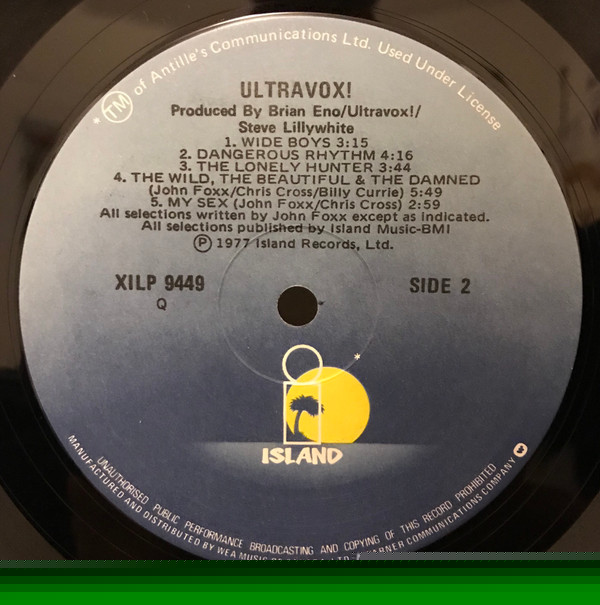 * TM of Antille's Communications Ltd. Used Under License
ULTRAVOX!
Produced By Brian Eno/Ultravox!/
Steve Lillywhite
1. WIDE BOYS 3:15
2. DANGEROUS RHYTHM 4:16
3. THE LONELY HUNTER 3:44
4. THE WILD, THE BEAUTIFUL & THE DAMNED
(John Foxx/Chris Cross/Billy Currie) 5:49
5. MY SEX (John Foxx/Chris Cross) 2:59
All selections written by John Foxx except as indicated.
All selections published by Island Music-BMI
Ⓟ 1977 Island Records, Ltd.
XILP 9449
SIDE 2
Q
*
ISLAND
UNAUTHORISED PUBLIC PERFORMANCE BROADCASTING AND COPYING OF THIS RECORD PROHIBITED
MANUFACTURED AND DISTRIBUTED BY WEA MUSIC WARNER COMMUNICATIONS COMPANY